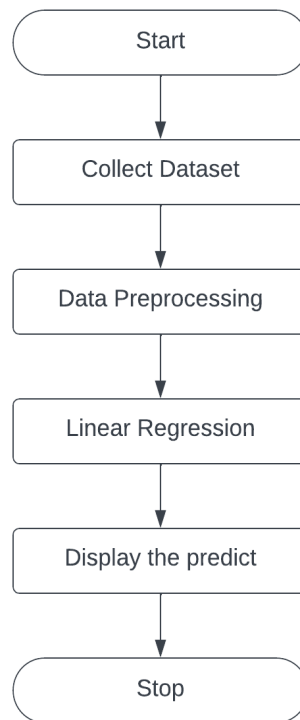 Start
Collect Dataset
Data Preprocessing
Linear Regression
Display the predict
Stop